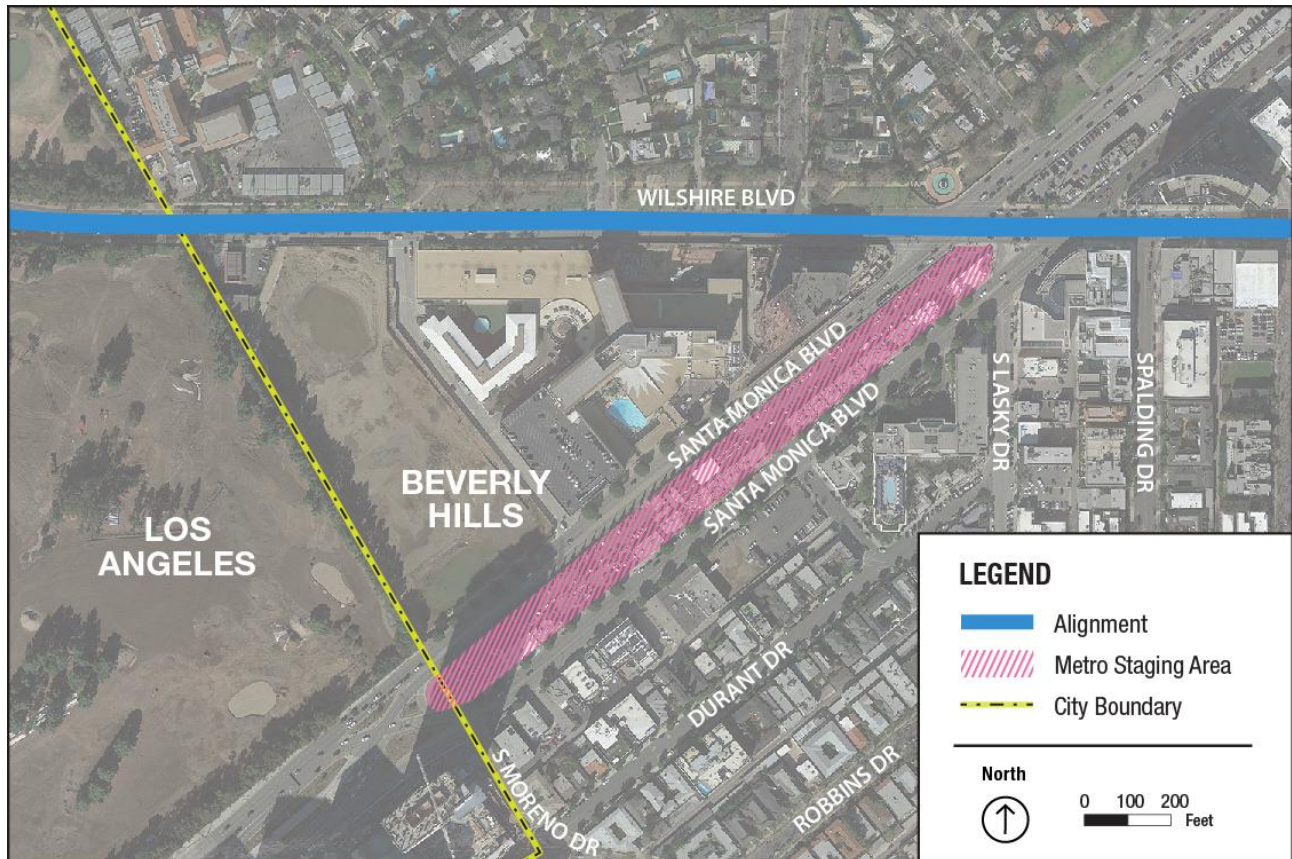 WILSHIRE BLVD
SANTA MONICA BLVD
SANTA MONICA BLVD
S LASKY DR
SPALDING DR
BEVERLY
HILLS
LOS
ANGELES
DURANT DR
S MORENO DR
ROBBINS DR
LEGEND
Alignment
Metro Staging Area
City Boundary
North
0 100 200
Feet